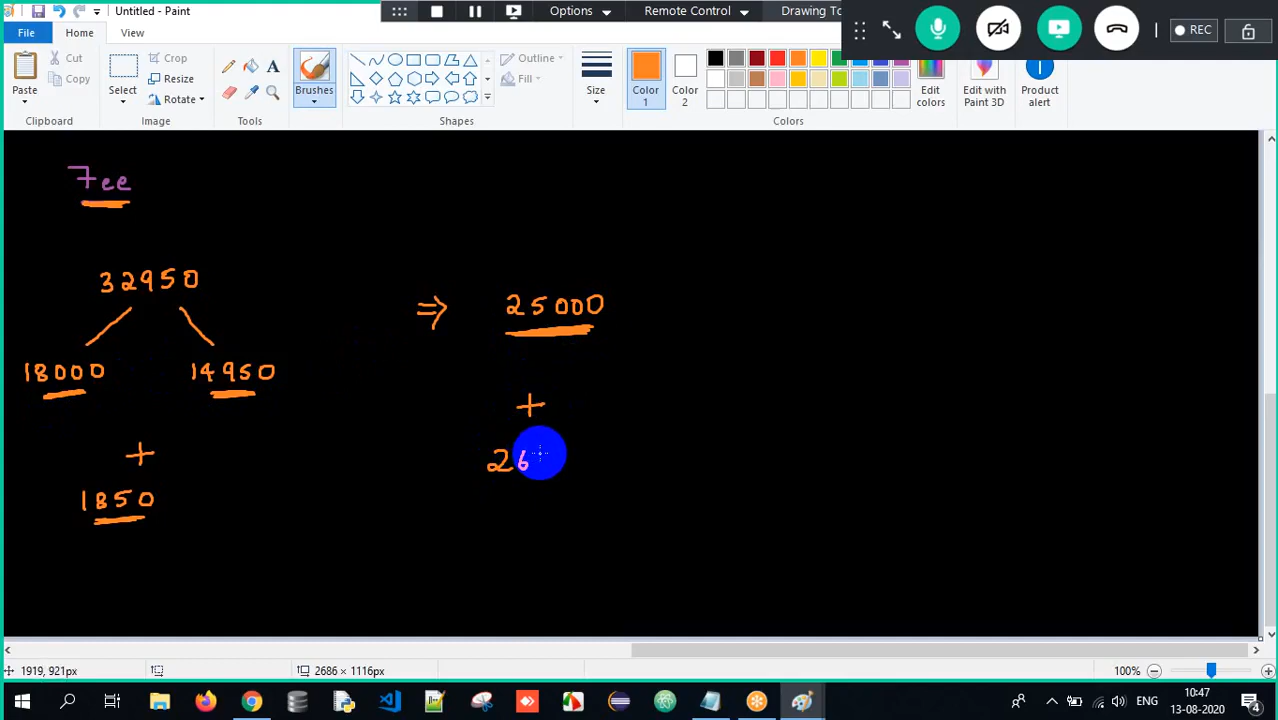 Untitled - Paint
Options
Remote Control
Drawing To
REC
File
Home
View
Paste
Cut
Copy
Clipboard
Select
Crop
Resize
Rotate
Image
A
Tools
Brushes
Shapes
Outline
Fill
Size
Color 1
Color 2
Colors
Edit colors
Edit with Paint 3D
Product alert
7ee
32950
18000
14950
+
1850
⇒ 25000
+
26
1919, 921px
2686 × 1116px
100%
ENG
10:47
13-08-2020
4